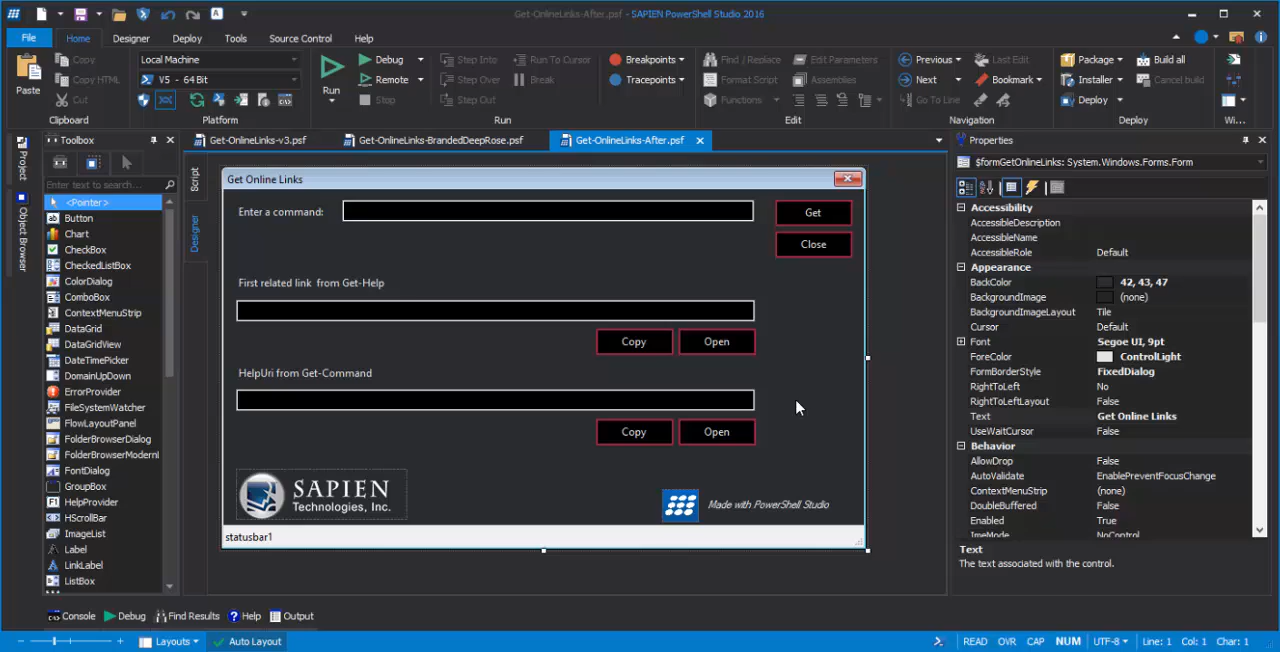 Get-OnlineLinks-After.psf - SAPIEN PowerShell Studio 2016
File Home Designer Deploy Tools Source Control Help
Paste Copy Copy HTML Cut Clipboard
Local Machine
V5 - 64 Bit
Platform
Run Debug Remote Stop Step Into Step Over Step Out Run To Cursor Break Breakpoints Tracepoints
Run
Find / Replace Format Script Functions Edit Parameters Assemblies
Edit
Previous Next Go To Line Last Edit Bookmark
Navigation
Package Installer Deploy Build all Cancel build
Deploy
Wi...
Project
Object Browser
Toolbox
Enter text to search...
<Pointer>
Button
Chart
CheckBox
CheckedListBox
ColorDialog
ComboBox
ContextMenuStrip
DataGrid
DataGridView
DateTimePicker
DomainUpDown
ErrorProvider
FileSystemWatcher
FlowLayoutPanel
FolderBrowserDialog
FolderBrowserModernI
FontDialog
GroupBox
HelpProvider
HScrollBar
ImageList
Label
LinkLabel
ListBox
Get-OnlineLinks-v3.psf Get-OnlineLinks-BrandedDeepRose.psf Get-OnlineLinks-After.psf
Script
Designer
Get Online Links
Enter a command: Get
Close
First related link from Get-Help
Copy Open
HelpUri from Get-Command
Copy Open
SAPIEN
Technologies, Inc.
Made with PowerShell Studio
statusbar1
Properties
$formGetOnlineLinks: System.Windows.Forms.Form
Accessibility
AccessibleDescription
AccessibleName
AccessibleRole Default
Appearance
BackColor 42, 43, 47
BackgroundImage (none)
BackgroundImageLayout Tile
Cursor Default
Font Segoe UI, 9pt
ForeColor ControlLight
FormBorderStyle FixedDialog
RightToLeft No
RightToLeftLayout False
Text Get Online Links
UseWaitCursor False
Behavior
AllowDrop False
AutoValidate EnablePreventFocusChange
ContextMenuStrip (none)
DoubleBuffered False
Enabled True
ImeMode NoControl
Text
The text associated with the control.
Console Debug Find Results Help Output
Layouts Auto Layout READ OVR CAP NUM UTF-8 Line: 1 Col: 1 Char: 1